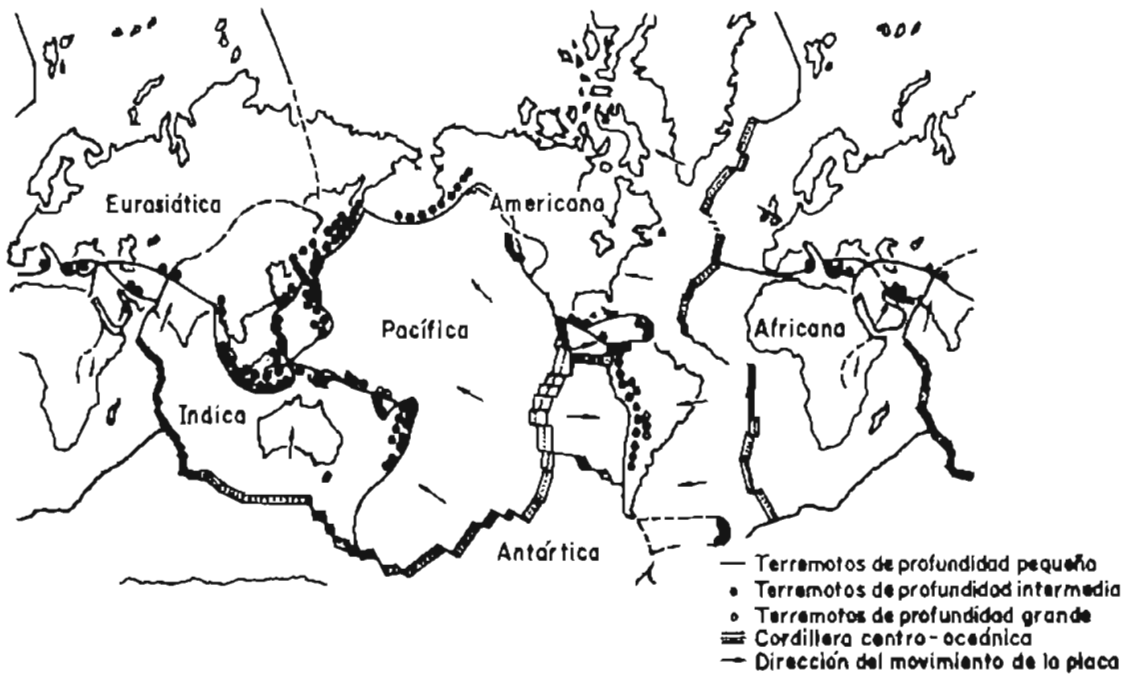 Eurasiática
Americana
Pacífica
Africana
Indica
Antártica
Terremotos de profundidad pequeña
Terremotos de profundidad intermedia
Terremotos de profundidad grande
Cordillera centro-oceánica
Dirección del movimiento de la placa